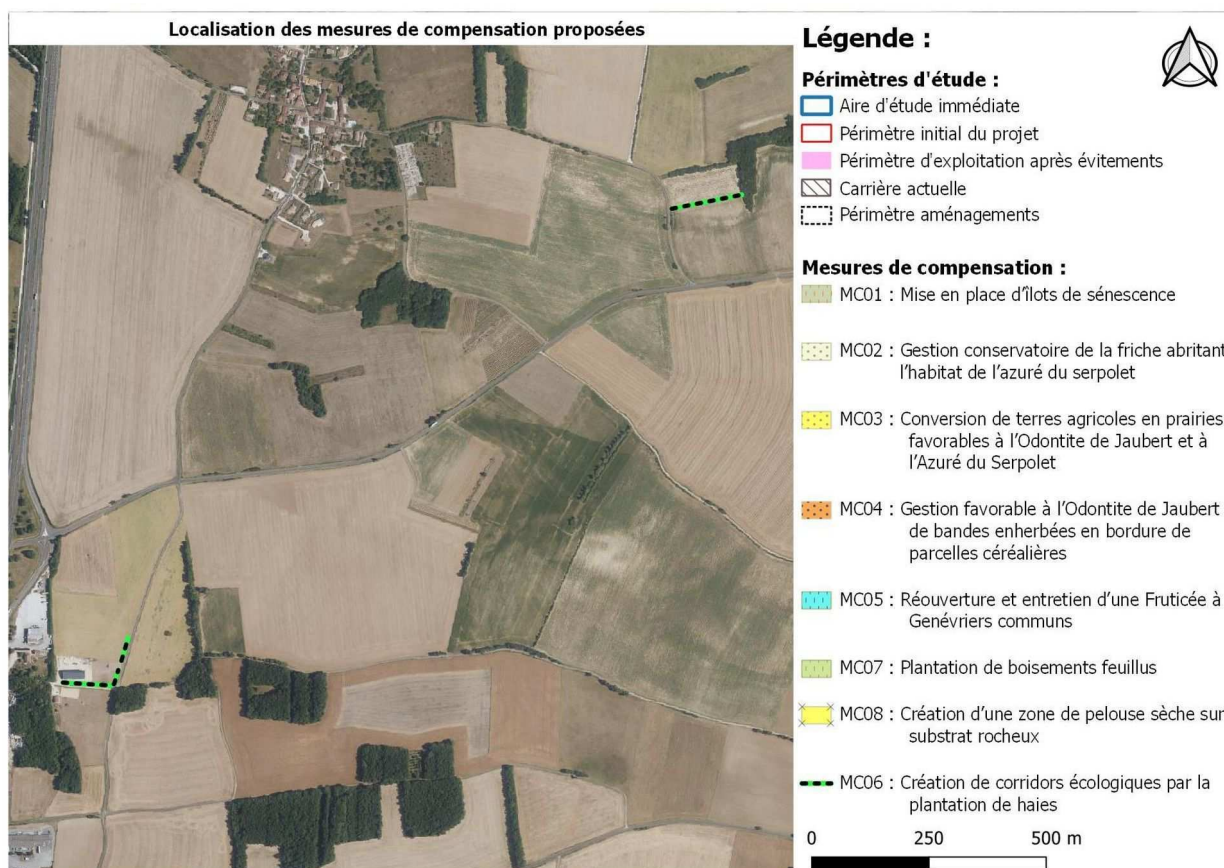 Localisation des mesures de compensation proposées
Légende :
Périmètres d'étude :
Aire d'étude immédiate
Périmètre initial du projet
Périmètre d'exploitation après évitements
Carrière actuelle
Périmètre aménagements
Mesures de compensation :
MC01 : Mise en place d'îlots de sénescence
MC02 : Gestion conservatoire de la friche abritant
l'habitat de l'azuré du serpolet
MC03 : Conversion de terres agricoles en prairies
favorables à l'Odontite de Jaubert et à
l'Azuré du Serpolet
MC04 : Gestion favorable à l'Odontite de Jaubert
de bandes enherbées en bordure de
parcelles céréalières
MC05 : Réouverture et entretien d'une Fruticée à
Genévriers communs
MC07 : Plantation de boisements feuillus
MC08 : Création d'une zone de pelouse sèche sur
substrat rocheux
MC06 : Création de corridors écologiques par la
plantation de haies
0 250 500 m